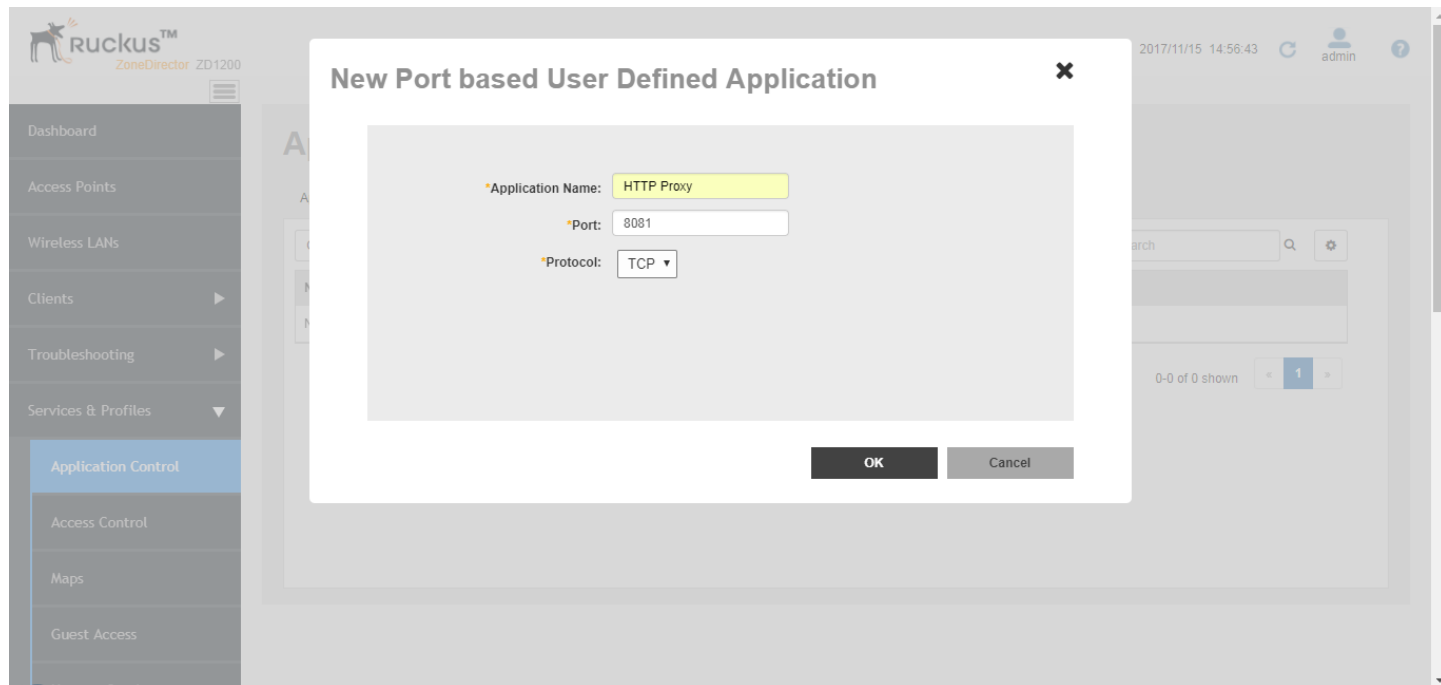 RUCKUS™
ZoneDirector ZD1200
2017/11/15 14:56:43
admin
?
Dashboard
Access Points
Wireless LANs
Clients
Troubleshooting
Services & Profiles
Application Control
Access Control
Maps
Guest Access
New Port based User Defined Application
*Application Name: HTTP Proxy
*Port: 8081
*Protocol: TCP
OK Cancel
0-0 of 0 shown « 1 »